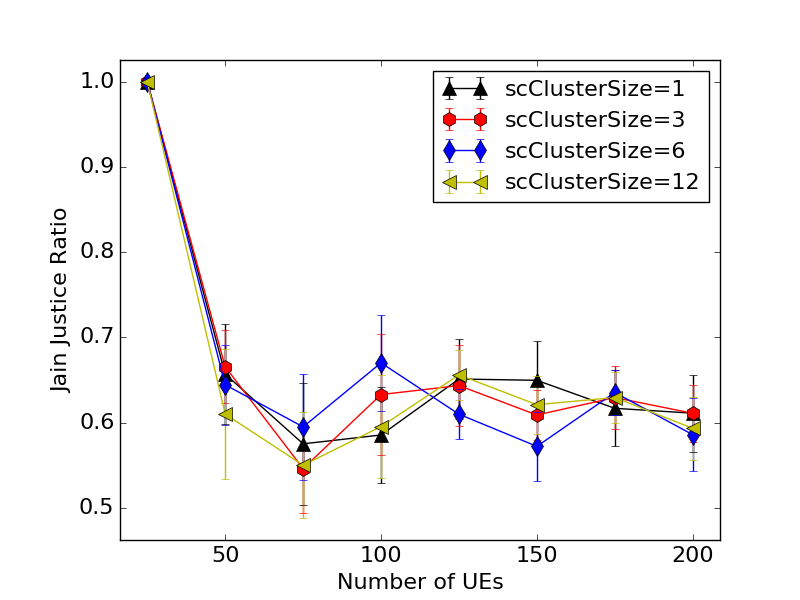 scClusterSize=1
scClusterSize=3
scClusterSize=6
scClusterSize=12
1.0
0.9
0.8
0.7
0.6
0.5
Jain Justice Ratio
50 100 150 200
Number of UEs